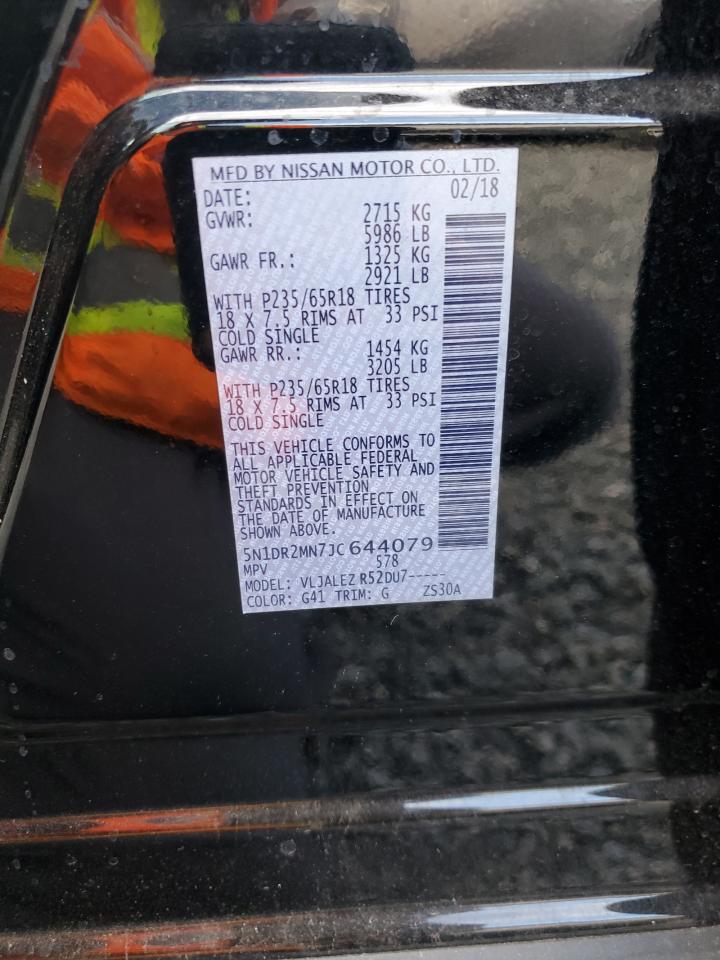 MFD BY NISSAN MOTOR CO., LTD.
DATE: 02/18
GVWR: 2715 KG
5986 LB
GAWR FR.: 1325 KG
2921 LB
WITH P235/65R18 TIRES
18 X 7.5 RIMS AT 33 PSI
COLD SINGLE
GAWR RR.: 1454 KG
3205 LB
WITH P235/65R18 TIRES
18 X 7.5 RIMS AT 33 PSI
COLD SINGLE
THIS VEHICLE CONFORMS TO
ALL APPLICABLE FEDERAL
MOTOR VEHICLE SAFETY AND
THEFT PREVENTION
STANDARDS IN EFFECT ON
THE DATE OF MANUFACTURE
SHOWN ABOVE.
5N1DR2MN7JC 644079
MPV 578
MODEL: VLJALEZ R52DU7-----
COLOR: G41 TRIM: G ZS30A